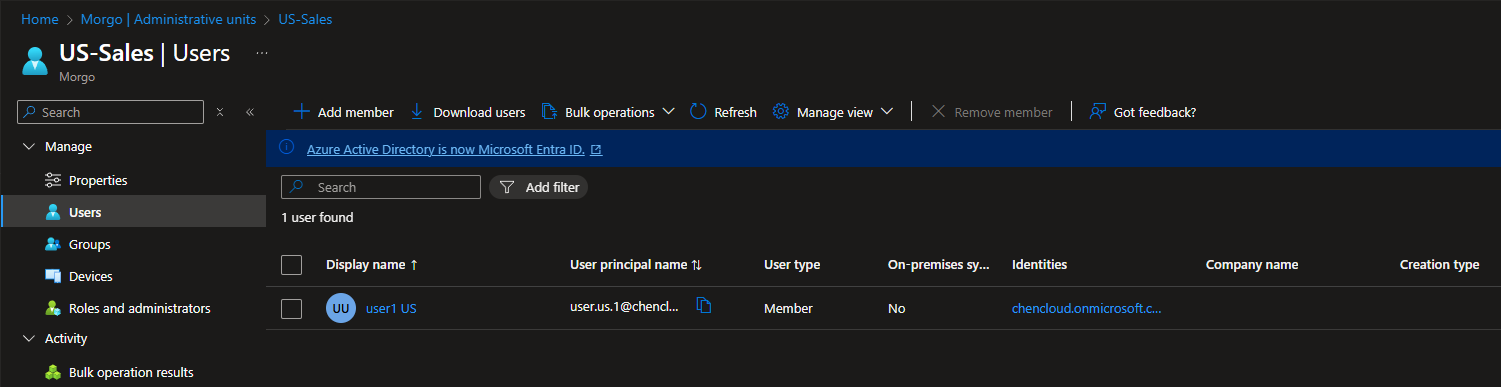 Home > Morgo | Administrative units > US-Sales
US-Sales | Users ...
Morgo
Search
Add member Download users Bulk operations Refresh Manage view Remove member Got feedback?
Manage
Azure Active Directory is now Microsoft Entra ID.
Properties
Search Add filter
Users
1 user found
Groups
Devices
Display name ↑ User principal name ↑↓ User type On-premises sy... Identities Company name Creation type
Roles and administrators
UU user1 US user.us.1@chencl... Member No chencloud.onmicrosoft.c...
Activity
Bulk operation results